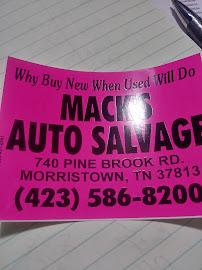 Why Buy New When Used Will Do
MACK'S
AUTO SALVAGE
740 PINE BROOK RD.
MORRISTOWN, TN 37813
(423) 586-8200